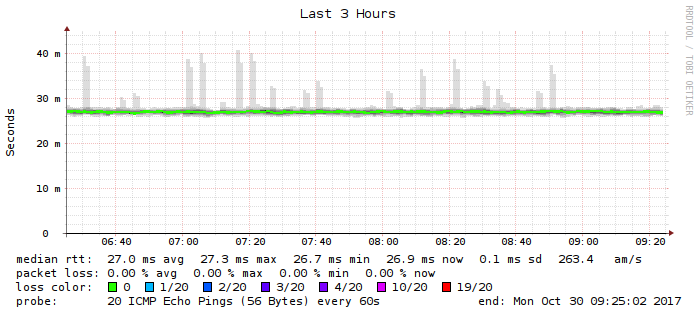 Last 3 Hours
RRDTOOL / TOBI OETIKER
Seconds
40 m
30 m
20 m
10 m
0
06:40 07:00 07:20 07:40 08:00 08:20 08:40 09:00 09:20
median rtt: 27.0 ms avg 27.3 ms max 26.7 ms min 26.9 ms now 0.1 ms sd 263.4 am/s
packet loss: 0.00 % avg 0.00 % max 0.00 % min 0.00 % now
loss color: 0 1/20 2/20 3/20 4/20 10/20 19/20
probe: 20 ICMP Echo Pings (56 Bytes) every 60s end: Mon Oct 30 09:25:02 2017